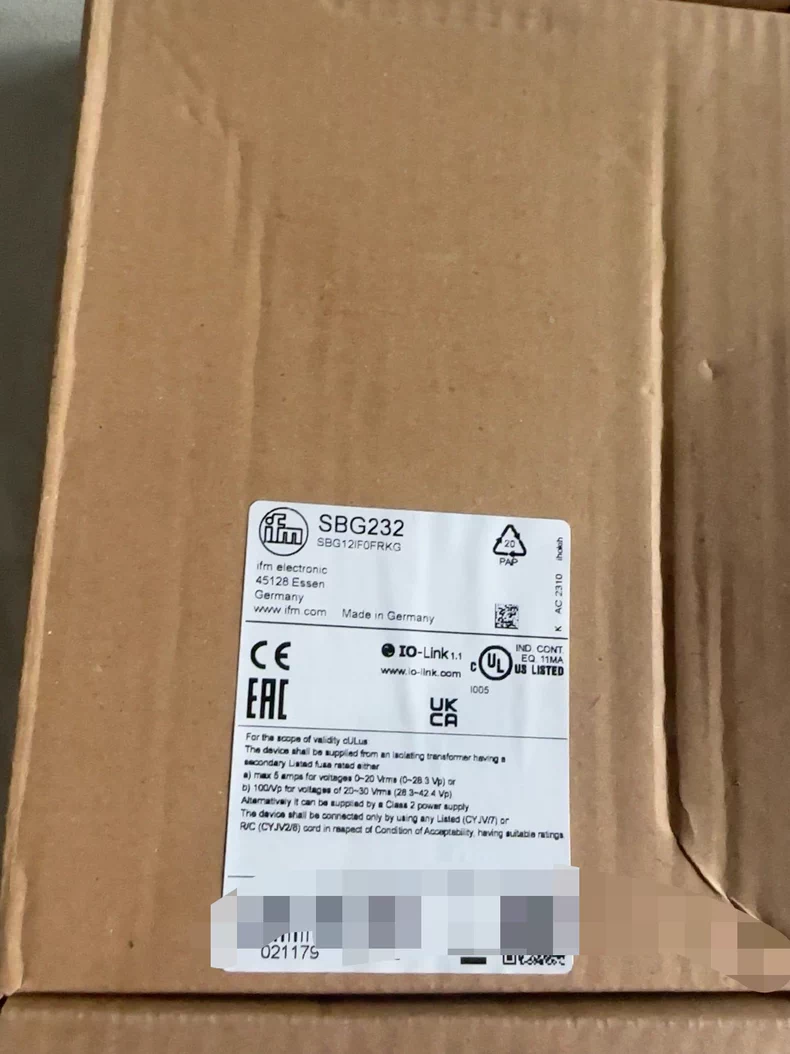 ifm
SBG232
SBG12IF0FRKG
ifm electronic
45128 Essen
Germany
www.ifm.com Made in Germany
20
PAP
K AC 2310
CE
IO-Link 1.1
www.io-link.com
c UL US LISTED
IND. CONT.
EQ. 11MA
I005
EAC
UK
CA
For the scope of validity cULus
The device shall be supplied from an isolating transformer having a
secondary Listed fuse rated either
a) max 5 amps for voltages 0~20 Vrms (0~28.3 Vp) or
b) 100/Vp for voltages of 20~30 Vrms (28.3~42.4 Vp)
Alternatively it can be supplied by a Class 2 power supply
The device shall be connected only by using any Listed (CYJV/7) or
R/C (CYJV2/8) cord in respect of Condition of Acceptability, having suitable ratings
021179